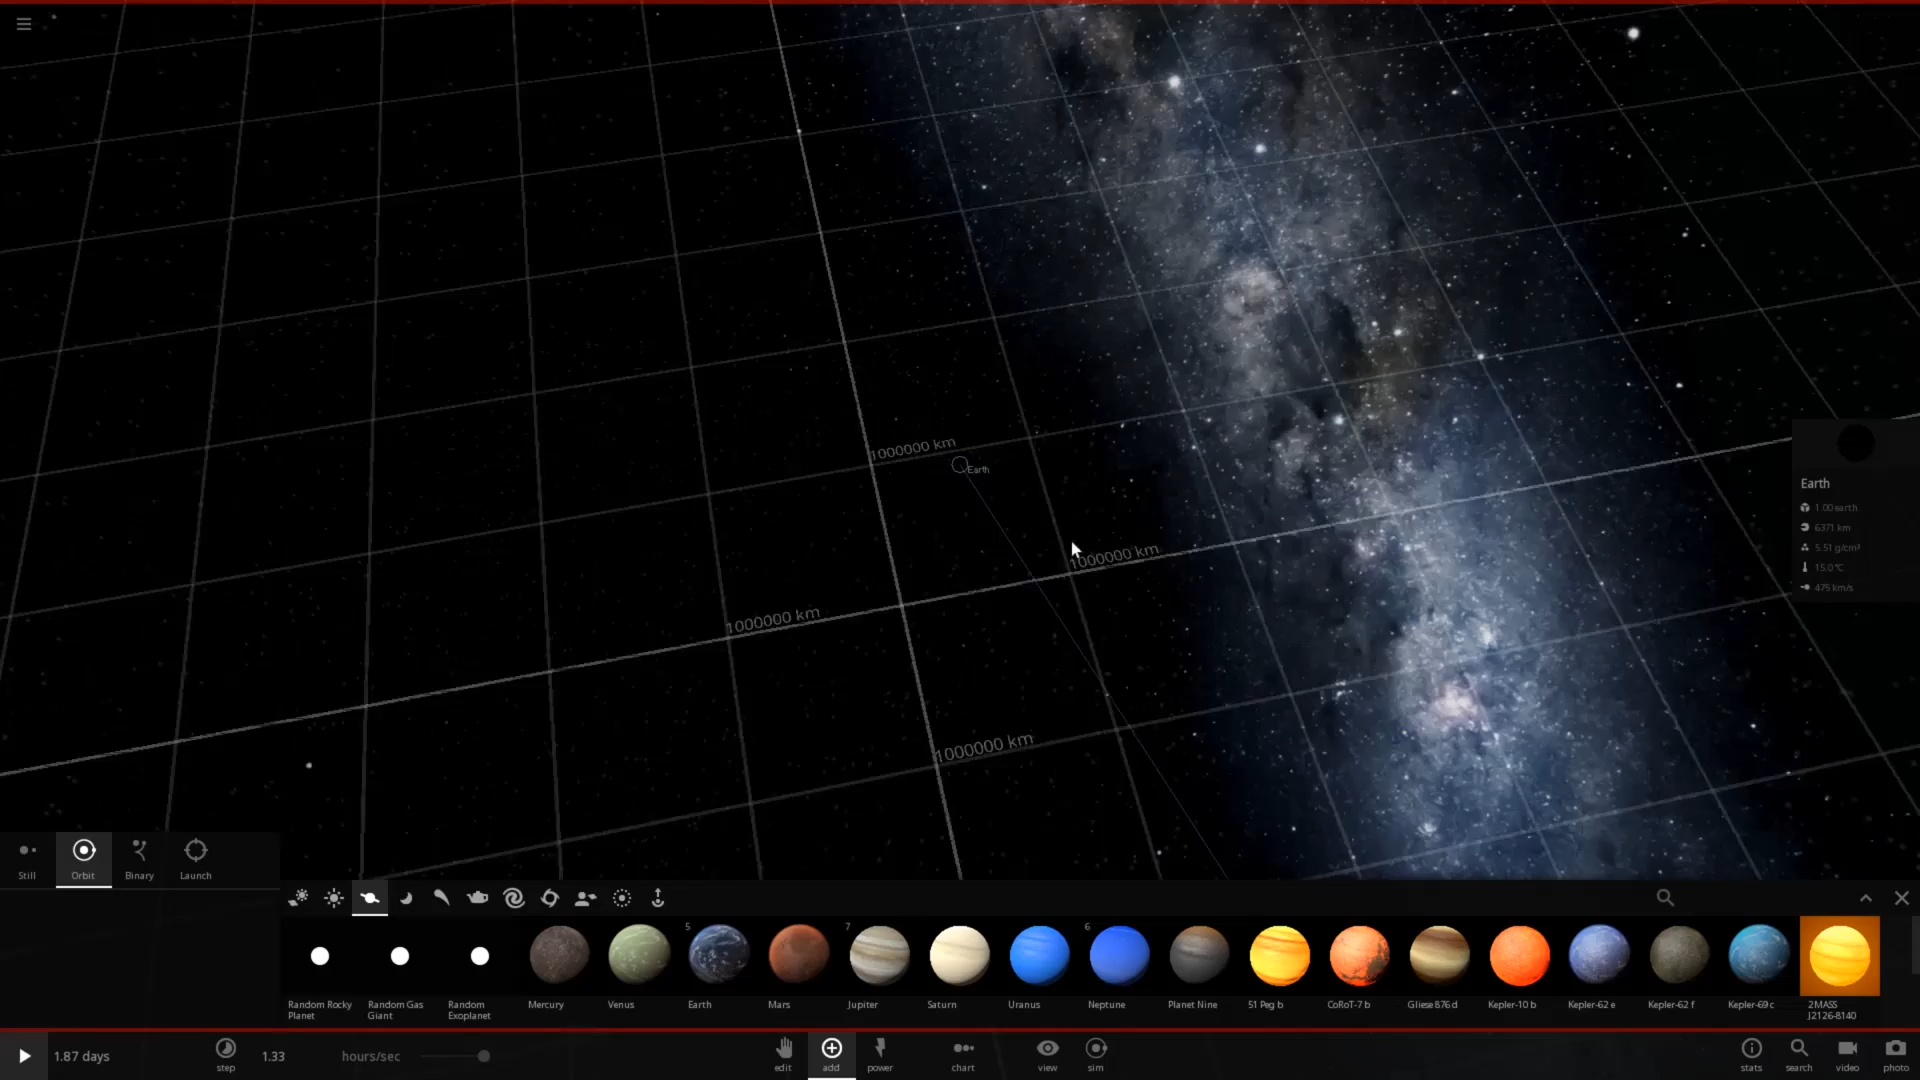 1000000 km
Earth
1000000 km
1000000 km
1000000 km
Earth
1.00 earth
6371 km
5.51 g/cm³
15.0 °C
475 km/s
Still
Orbit
Binary
Launch
5
7
6
Random Rocky Planet
Random Gas Giant
Random Exoplanet
Mercury
Venus
Earth
Mars
Jupiter
Saturn
Uranus
Neptune
Planet Nine
51 Peg b
CoRoT-7 b
Gliese 876 d
Kepler-10 b
Kepler-62 e
Kepler-62 f
Kepler-69 c
2MASS J2126-8140
1.87 days
step
1.33
hours/sec
edit
add
power
chart
view
sim
stats
search
video
photo